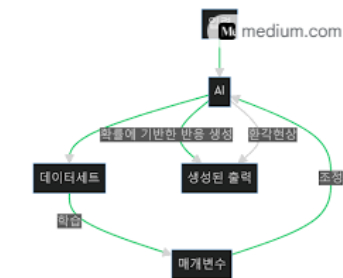 medium.com
AI
확률에 기반한 반응 생성
환각현상
데이터세트
생성된 출력
조정
학습
매개변수